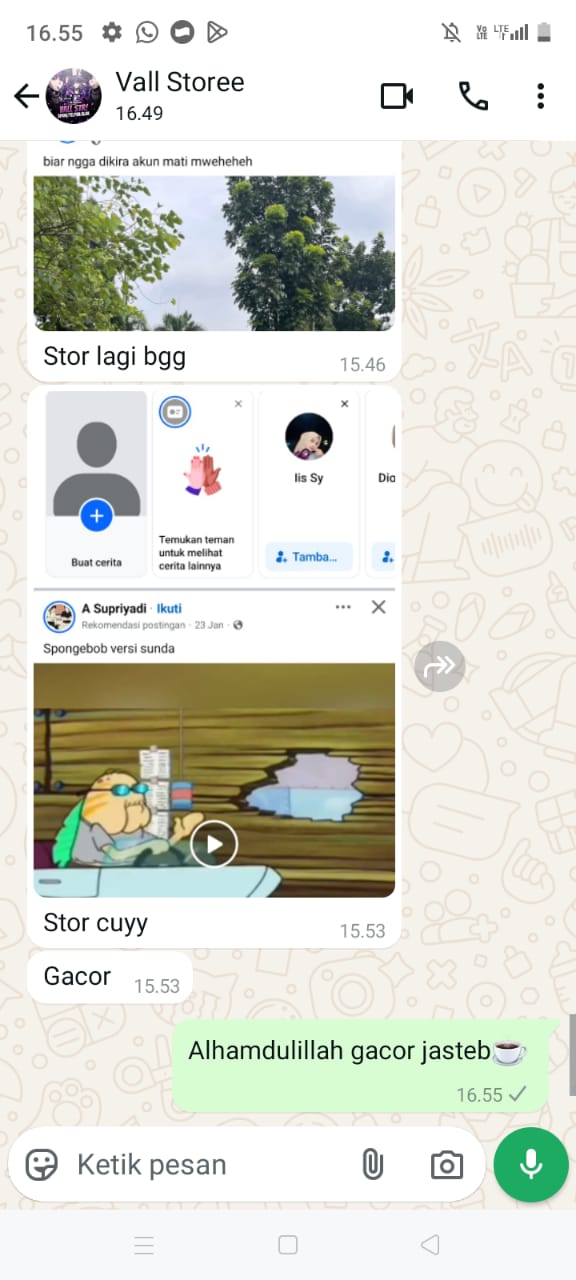 16.55
Vall Storee
16.49
biar ngga dikira akun mati mweheheh
Stor lagi bgg
15.46
Buat cerita
Temukan teman
untuk melihat
cerita lainnya
Iis Sy
Tamba...
Dio
A Supriyadi · Ikuti
Rekomendasi postingan · 23 Jan ·
Spongebob versi sunda
Stor cuyy
15.53
Gacor
15.53
Alhamdulillah gacor jasteb☕
16.55
Ketik pesan